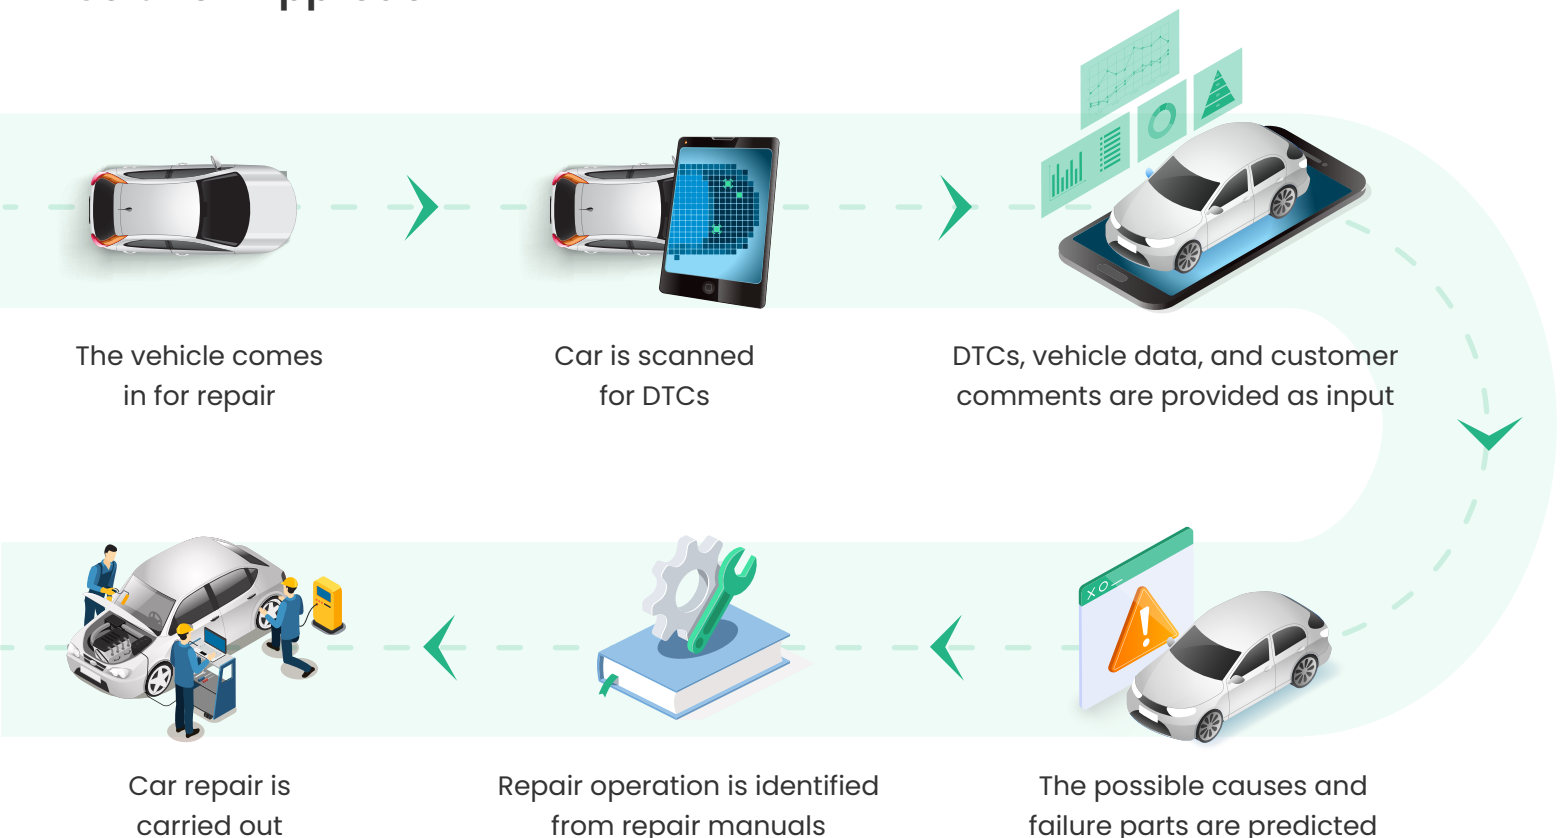 The vehicle comes
in for repair
Car is scanned
for DTCs
DTCs, vehicle data, and customer
comments are provided as input
The possible causes and
failure parts are predicted
Repair operation is identified
from repair manuals
Car repair is
carried out